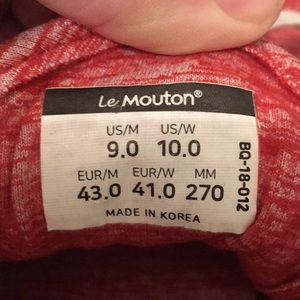 Le Mouton®
US/M US/W
9.0 10.0
EUR/M EUR/W MM
43.0 41.0 270
MADE IN KOREA
BQ-18-012